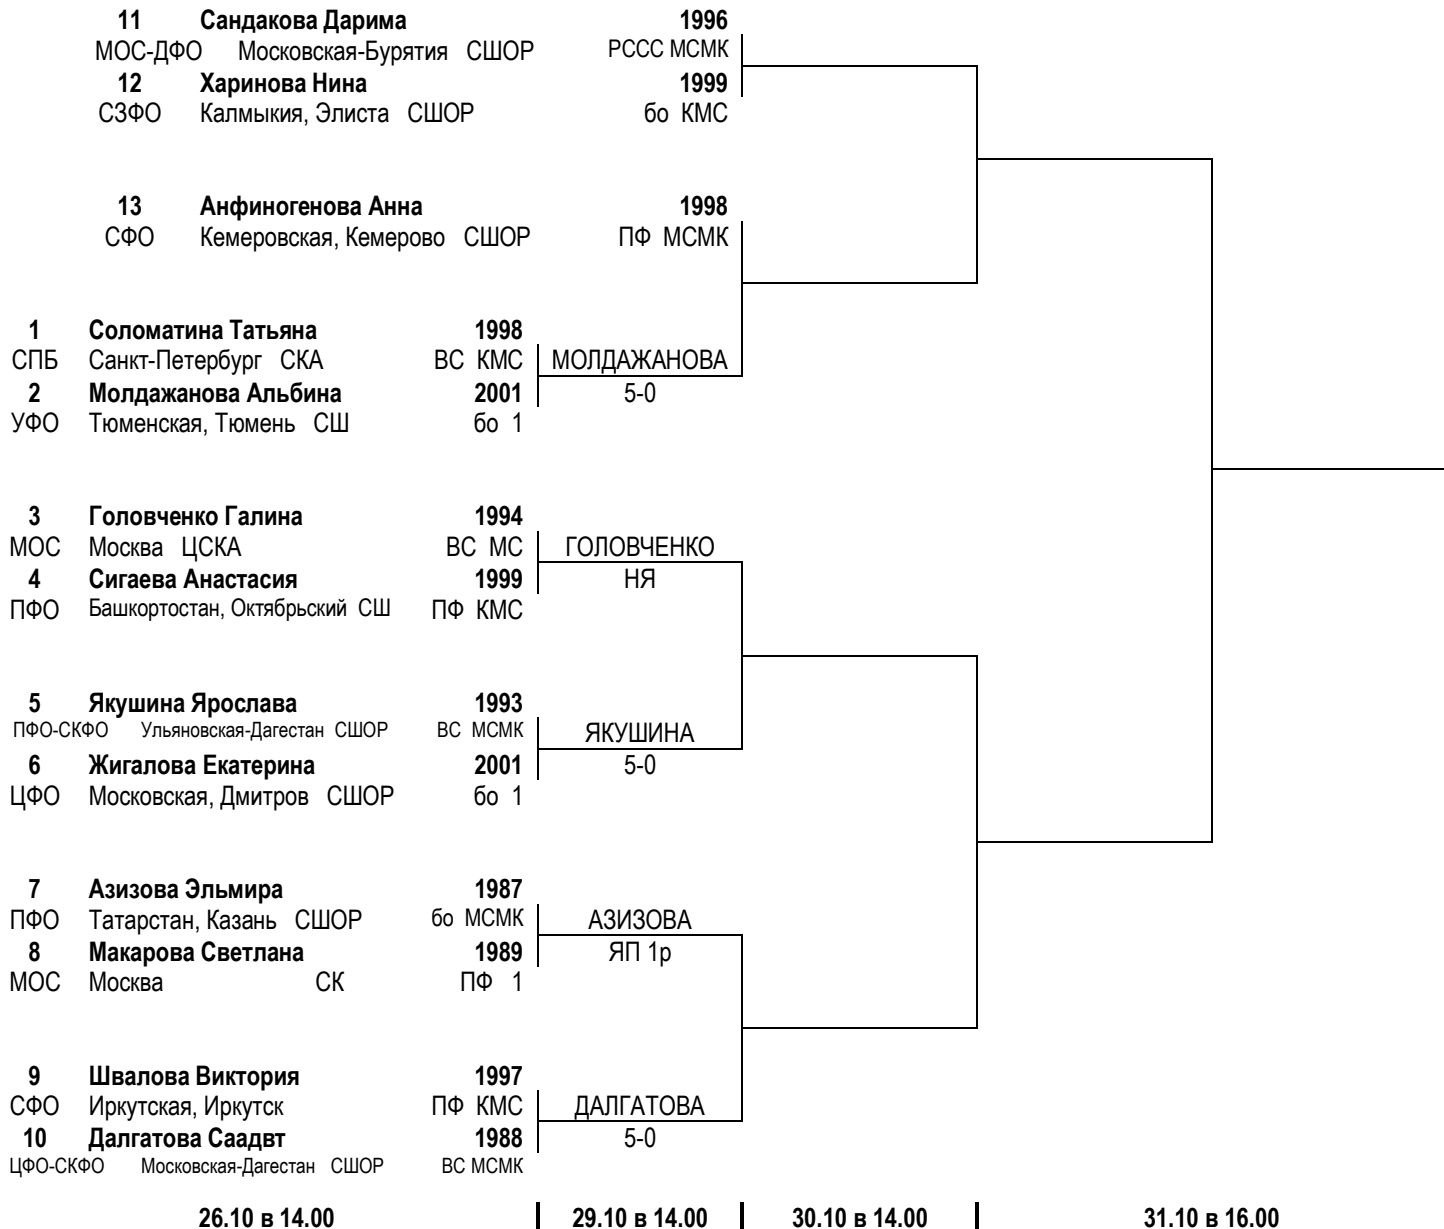 11 Сандакова Дарима 1996
МОС-ДФО Московская-Бурятия СШОР РССС МСМК
12 Харинова Нина 1999
СЗФО Калмыкия, Элиста СШОР бо КМС
13 Анфиногенова Анна 1998
СФО Кемеровская, Кемерово СШОР ПФ МСМК
1 Соломатина Татьяна 1998
СПБ Санкт-Петербург СКА ВС КМС МОЛДАЖАНОВА
2 Молдажанова Альбина 2001 5-0
УФО Тюменская, Тюмень СШ бо 1
3 Головченко Галина 1994
МОС Москва ЦСКА ВС МС ГОЛОВЧЕНКО
4 Сигаева Анастасия 1999 НЯ
ПФО Башкортостан, Октябрьский СШ ПФ КМС
5 Якушина Ярослава 1993
ПФО-СКФО Ульяновская-Дагестан СШОР ВС МСМК ЯКУШИНА
6 Жигалова Екатерина 2001 5-0
ЦФО Московская, Дмитров СШОР бо 1
7 Азизова Эльмира 1987
ПФО Татарстан, Казань СШОР бо МСМК АЗИЗОВА
8 Макарова Светлана 1989 ЯП 1р
МОС Москва СК ПФ 1
9 Швалова Виктория 1997
СФО Иркутская, Иркутск ПФ КМС ДАЛГАТОВА
10 Далгатова Саадвт 1988 5-0
ЦФО-СКФО Московская-Дагестан СШОР ВС МСМК
26.10 в 14.00 29.10 в 14.00 30.10 в 14.00 31.10 в 16.00